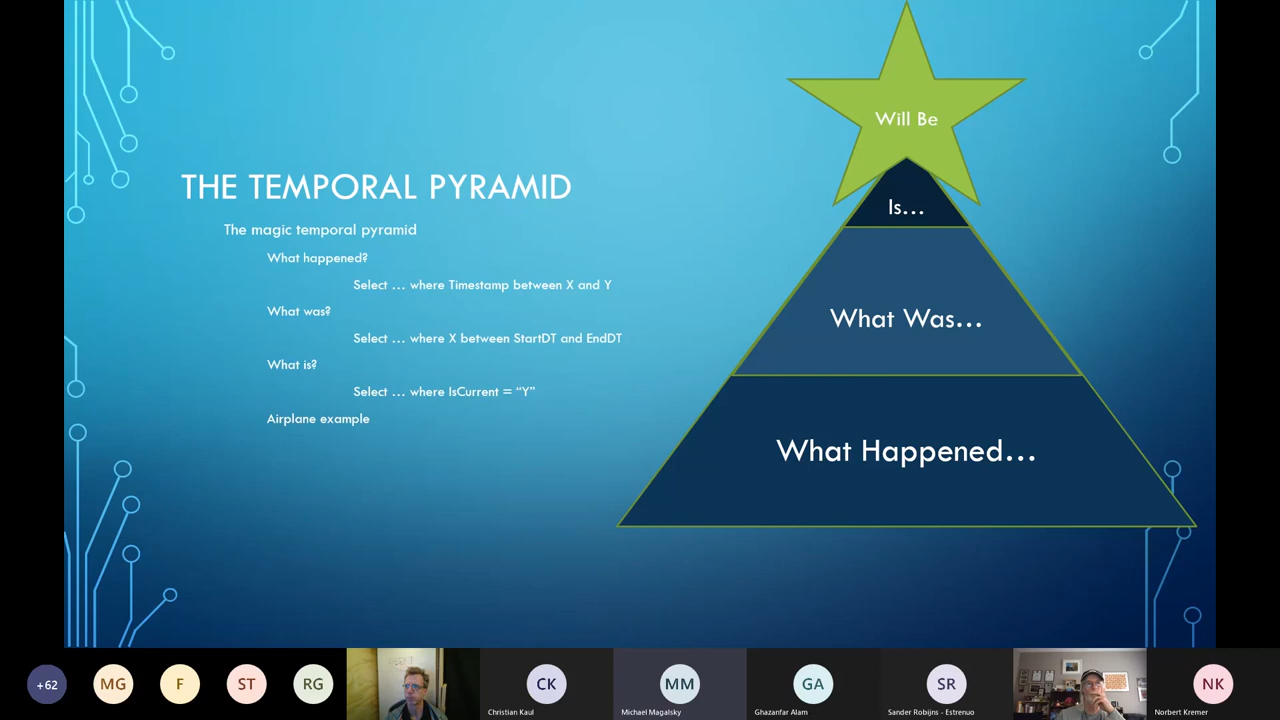 THE TEMPORAL PYRAMID
The magic temporal pyramid
What happened?
Select … where Timestamp between X and Y
What was?
Select … where X between StartDT and EndDT
What is?
Select … where IsCurrent = “Y”
Airplane example
Will Be
Is…
What Was…
What Happened…
+62
MG
F
ST
RG
CK
Christian Kaul
MM
Michael Magalsky
GA
Ghazanfar Alam
SR
Sander Robijns - Estrenuo
NK
Norbert Kremer